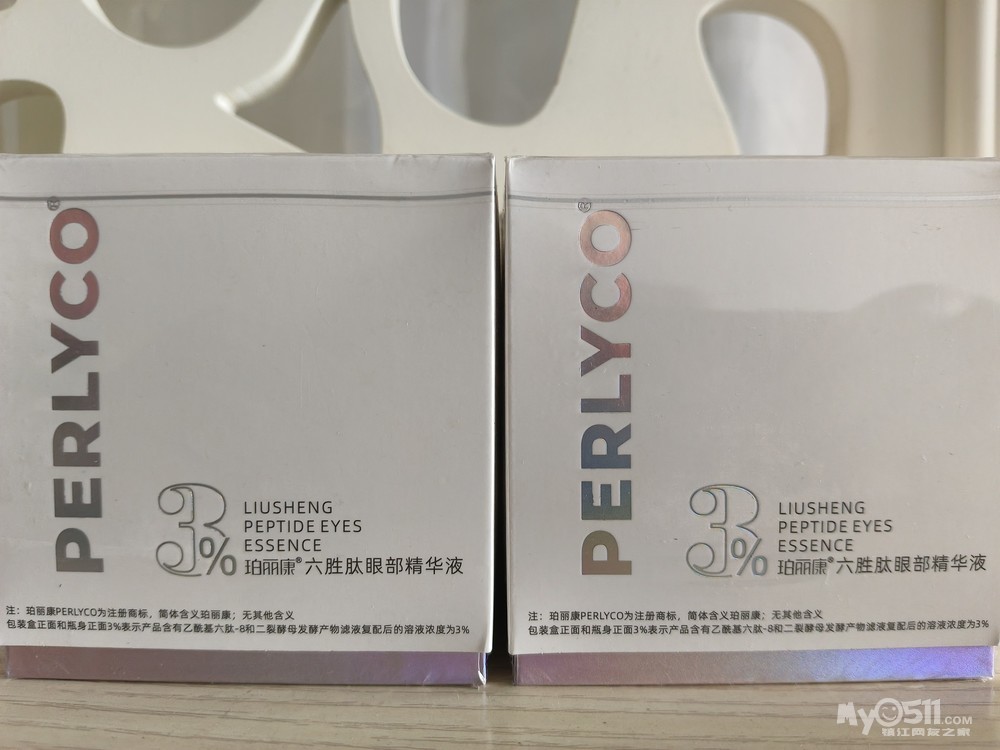 PERLYCO®
3%
LIUSHENG
PEPTIDE EYES
ESSENCE
珀丽康®六胜肽眼部精华液
注：珀丽康PERLYCO为注册商标，简体含义珀丽康；无其他含义
包装盒正面和瓶身正面3%表示产品含有乙酰基六肽-8和二裂酵母发酵产物滤液复配后的溶液浓度为3%
PERLYCO®
3%
LIUSHENG
PEPTIDE EYES
ESSENCE
珀丽康®六胜肽眼部精华液
注：珀丽康PERLYCO为注册商标，简体含义珀丽康；无其他含义
包装盒正面和瓶身正面3%表示产品含有乙酰基六肽-8和二裂酵母发酵产物滤液复配后的溶液浓度为3%
My0511.COM
镇江网友之家